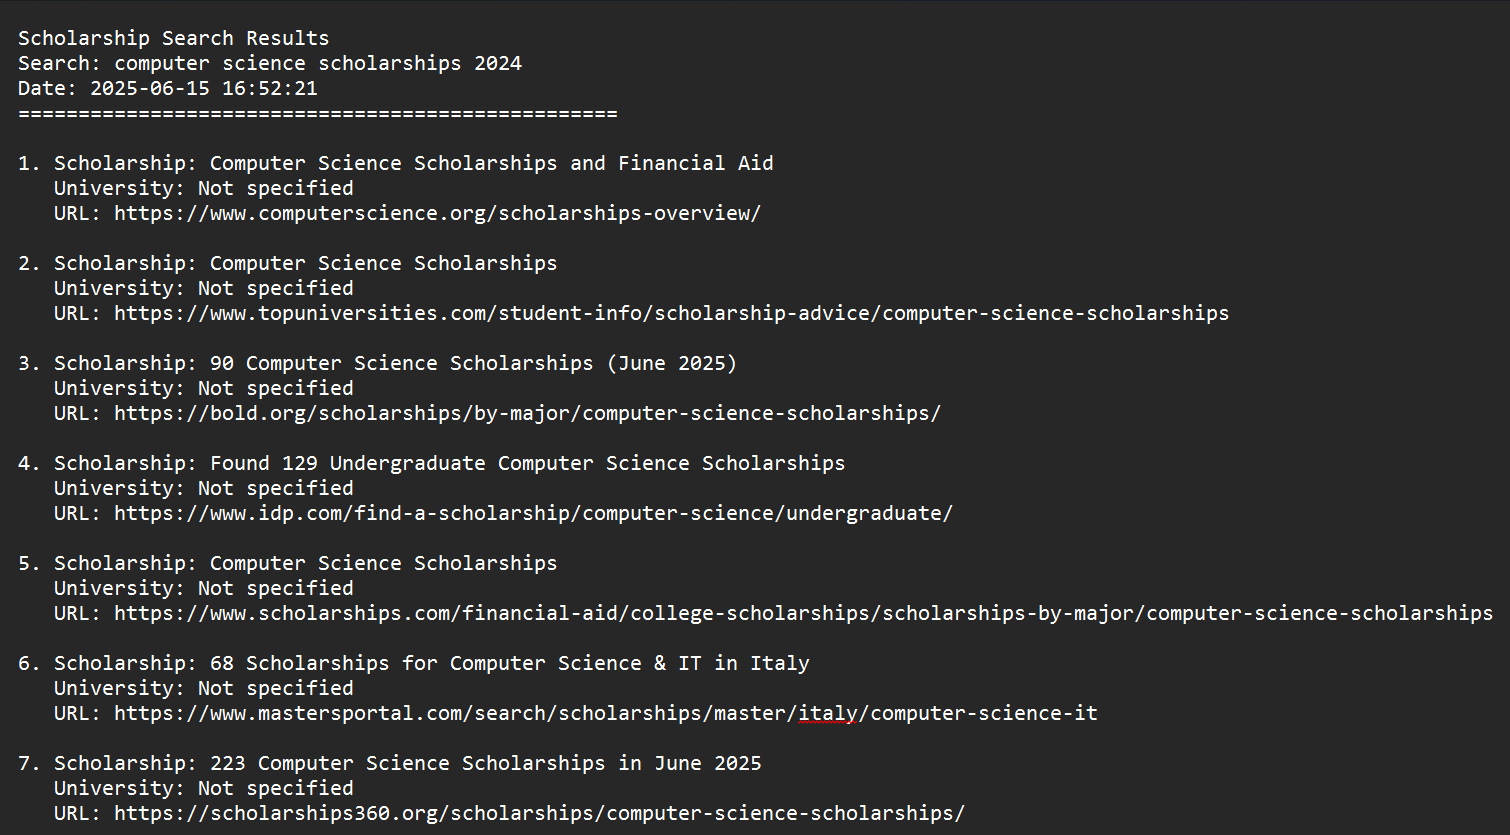 Scholarship Search Results
Search: computer science scholarships 2024
Date: 2025-06-15 16:52:21
==================================================
1. Scholarship: Computer Science Scholarships and Financial Aid
University: Not specified
URL: https://www.computerscience.org/scholarships-overview/
2. Scholarship: Computer Science Scholarships
University: Not specified
URL: https://www.topuniversities.com/student-info/scholarship-advice/computer-science-scholarships
3. Scholarship: 90 Computer Science Scholarships (June 2025)
University: Not specified
URL: https://bold.org/scholarships/by-major/computer-science-scholarships/
4. Scholarship: Found 129 Undergraduate Computer Science Scholarships
University: Not specified
URL: https://www.idp.com/find-a-scholarship/computer-science/undergraduate/
5. Scholarship: Computer Science Scholarships
University: Not specified
URL: https://www.scholarships.com/financial-aid/college-scholarships/scholarships-by-major/computer-science-scholarships
6. Scholarship: 68 Scholarships for Computer Science & IT in Italy
University: Not specified
URL: https://www.mastersportal.com/search/scholarships/master/italy/computer-science-it
7. Scholarship: 223 Computer Science Scholarships in June 2025
University: Not specified
URL: https://scholarships360.org/scholarships/computer-science-scholarships/